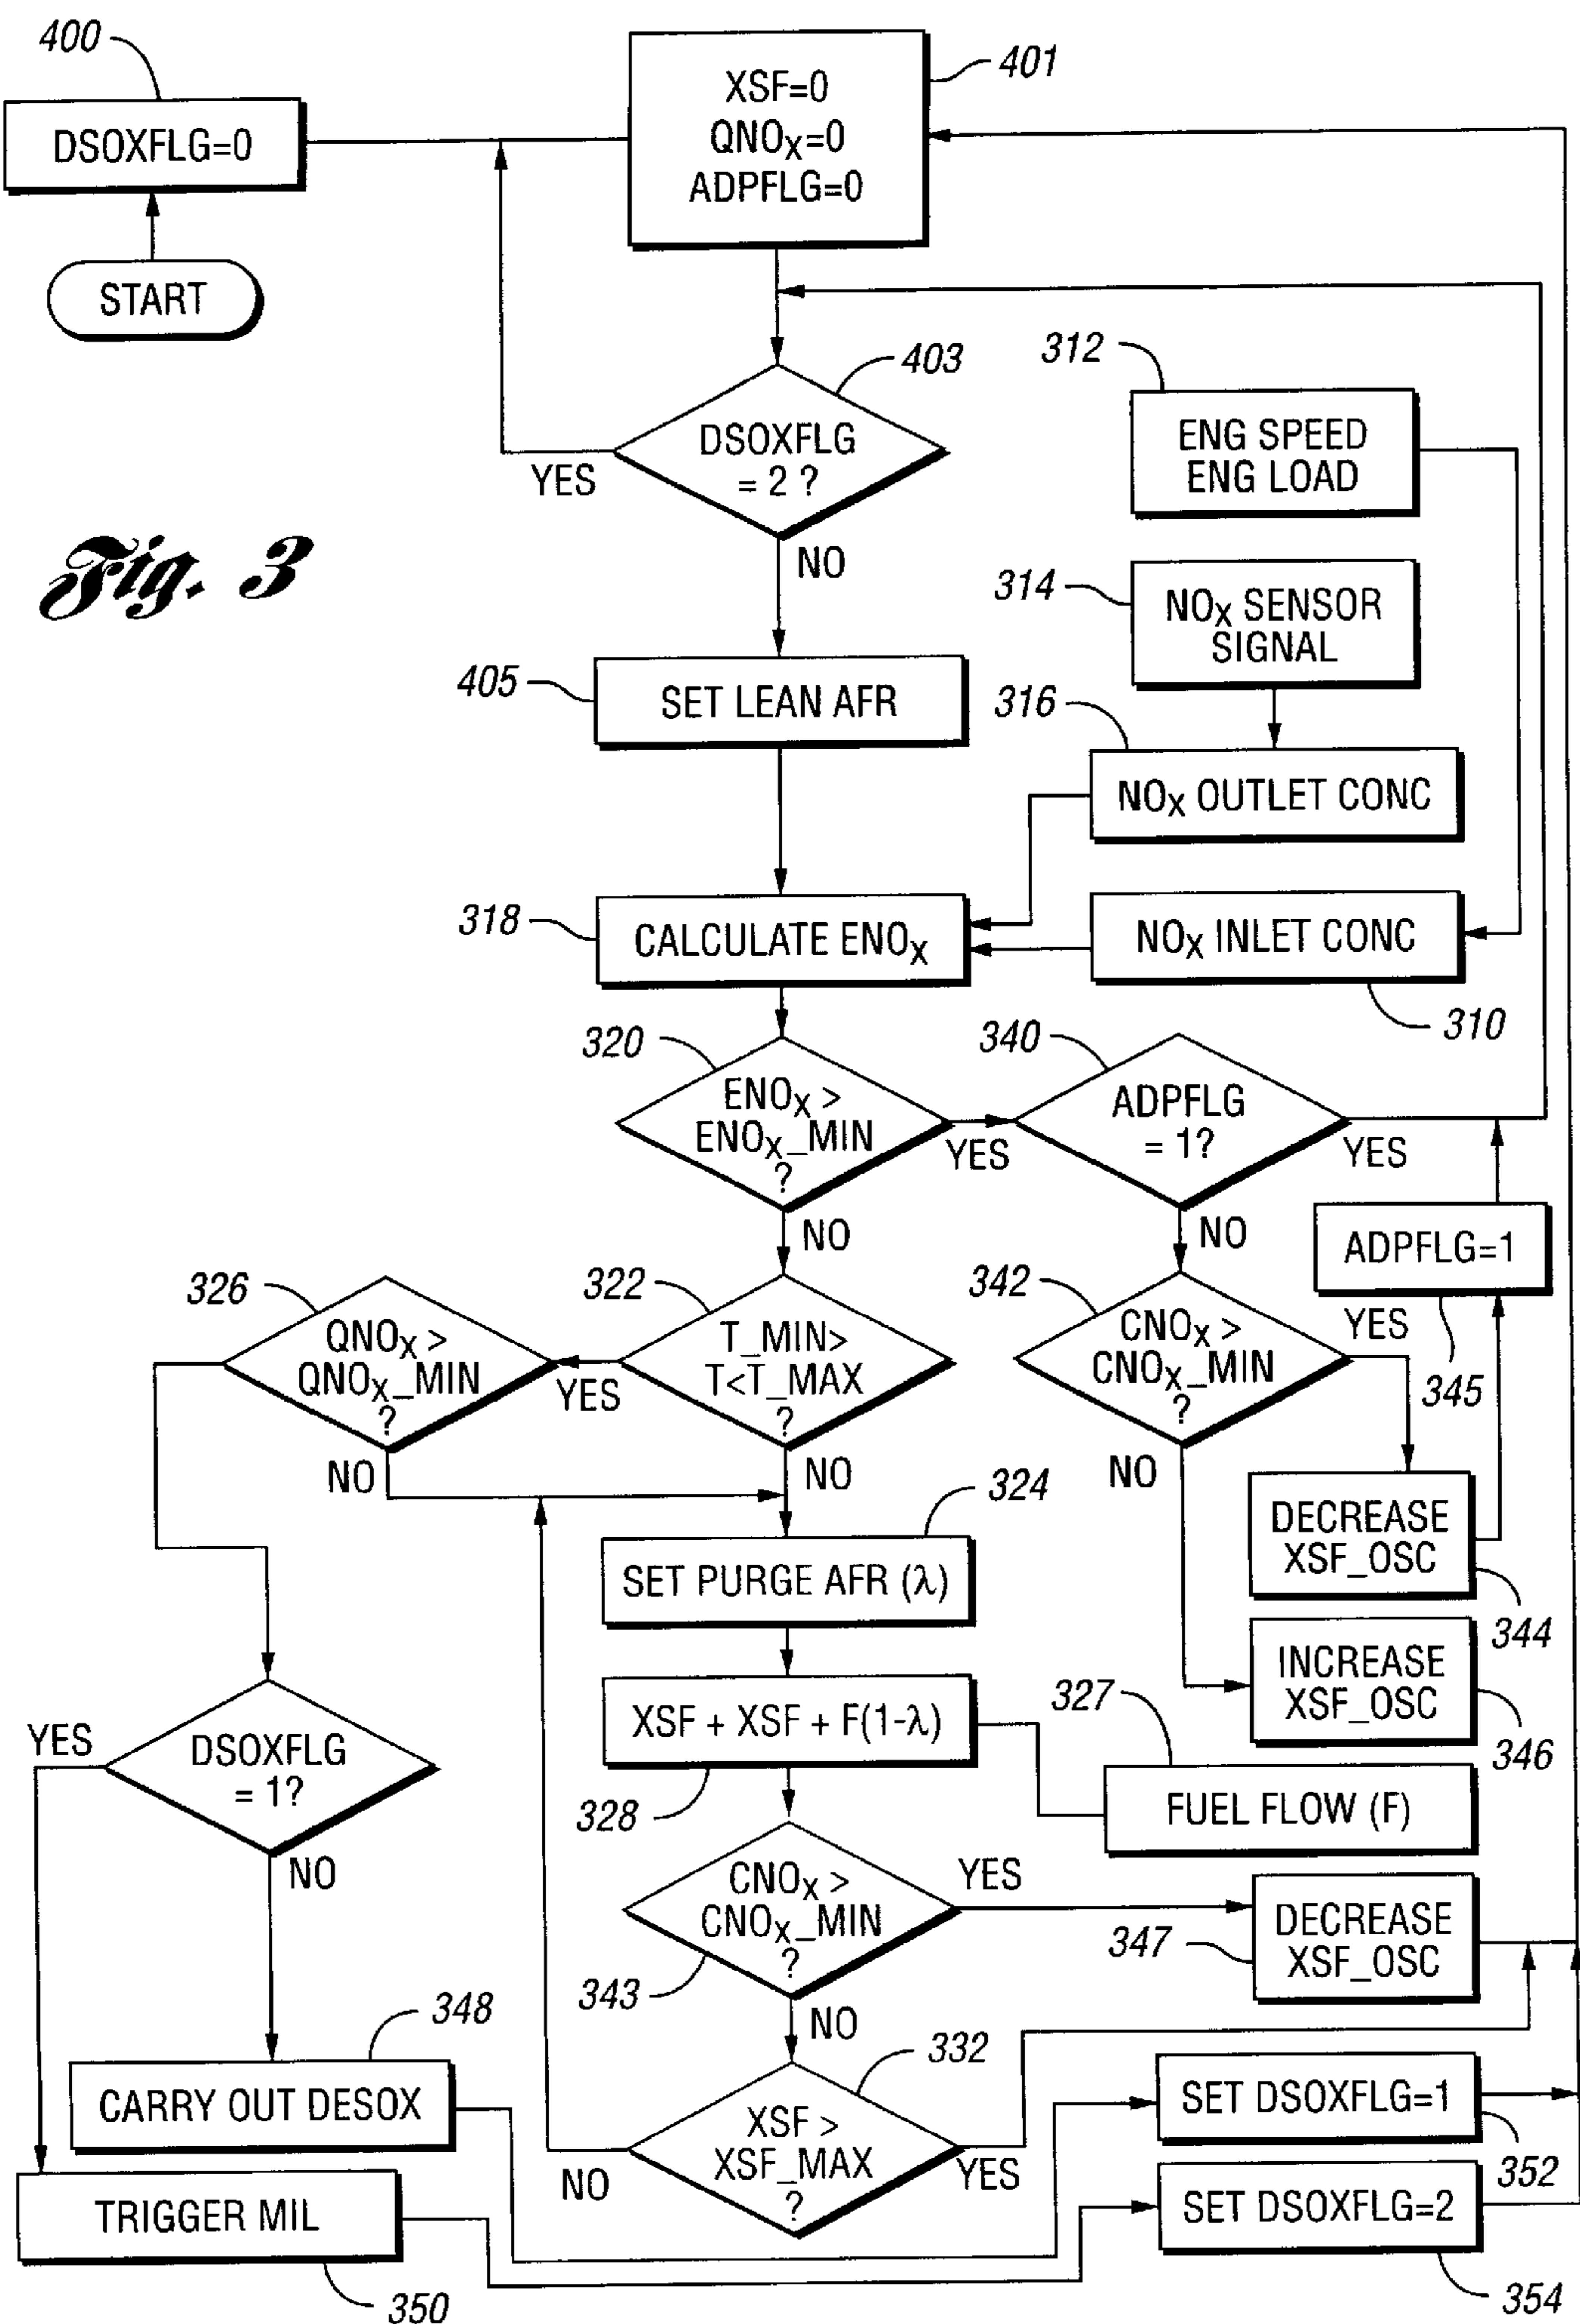 400
DSOXFLG=0
START
XSF=0
QNOX=0
ADPFLG=0
401
403
DSOXFLG
= 2 ?
YES
NO
Fig. 3
312
ENG SPEED
ENG LOAD
314
NOX SENSOR
SIGNAL
405
SET LEAN AFR
316
NOX OUTLET CONC
318
CALCULATE ENOX
NOX INLET CONC
310
320
ENOX >
ENOX_MIN
?
YES
NO
340
ADPFLG
= 1?
YES
NO
ADPFLG=1
345
326
QNOX >
QNOX_MIN
?
NO
322
T_MIN>
T<T_MAX
?
YES
NO
342
CNOX >
CNOX_MIN
?
YES
NO
324
SET PURGE AFR (λ)
DECREASE
XSF_OSC
344
INCREASE
XSF_OSC
346
XSF + XSF + F(1-λ)
328
327
FUEL FLOW (F)
YES
DSOXFLG
= 1?
NO
CNOX >
CNOX_MIN
?
343
YES
NO
347
DECREASE
XSF_OSC
348
CARRY OUT DESOX
332
XSF >
XSF_MAX
?
NO
YES
SET DSOXFLG=1
352
TRIGGER MIL
350
SET DSOXFLG=2
354